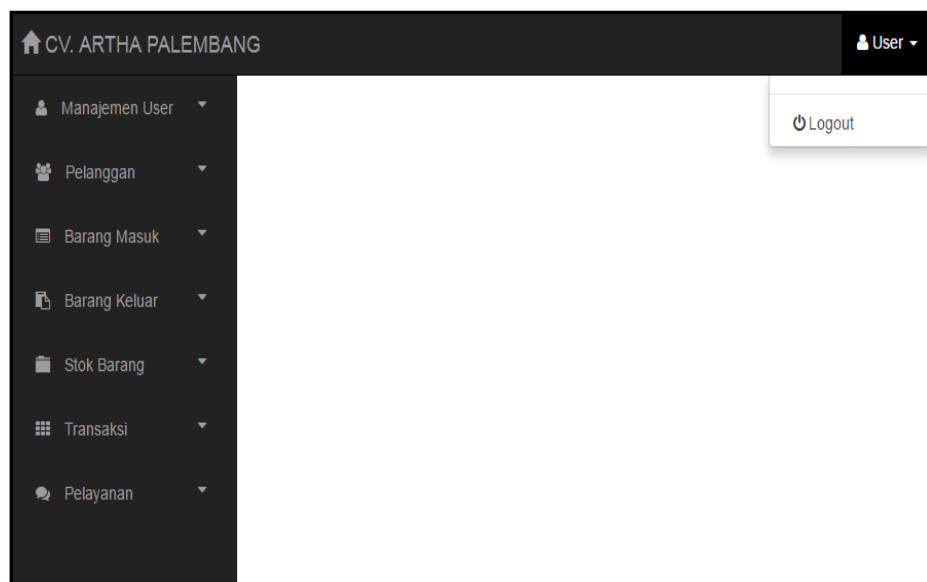 CV. ARTHA PALEMBANG
User
Logout
Manajemen User
Pelanggan
Barang Masuk
Barang Keluar
Stok Barang
Transaksi
Pelayanan